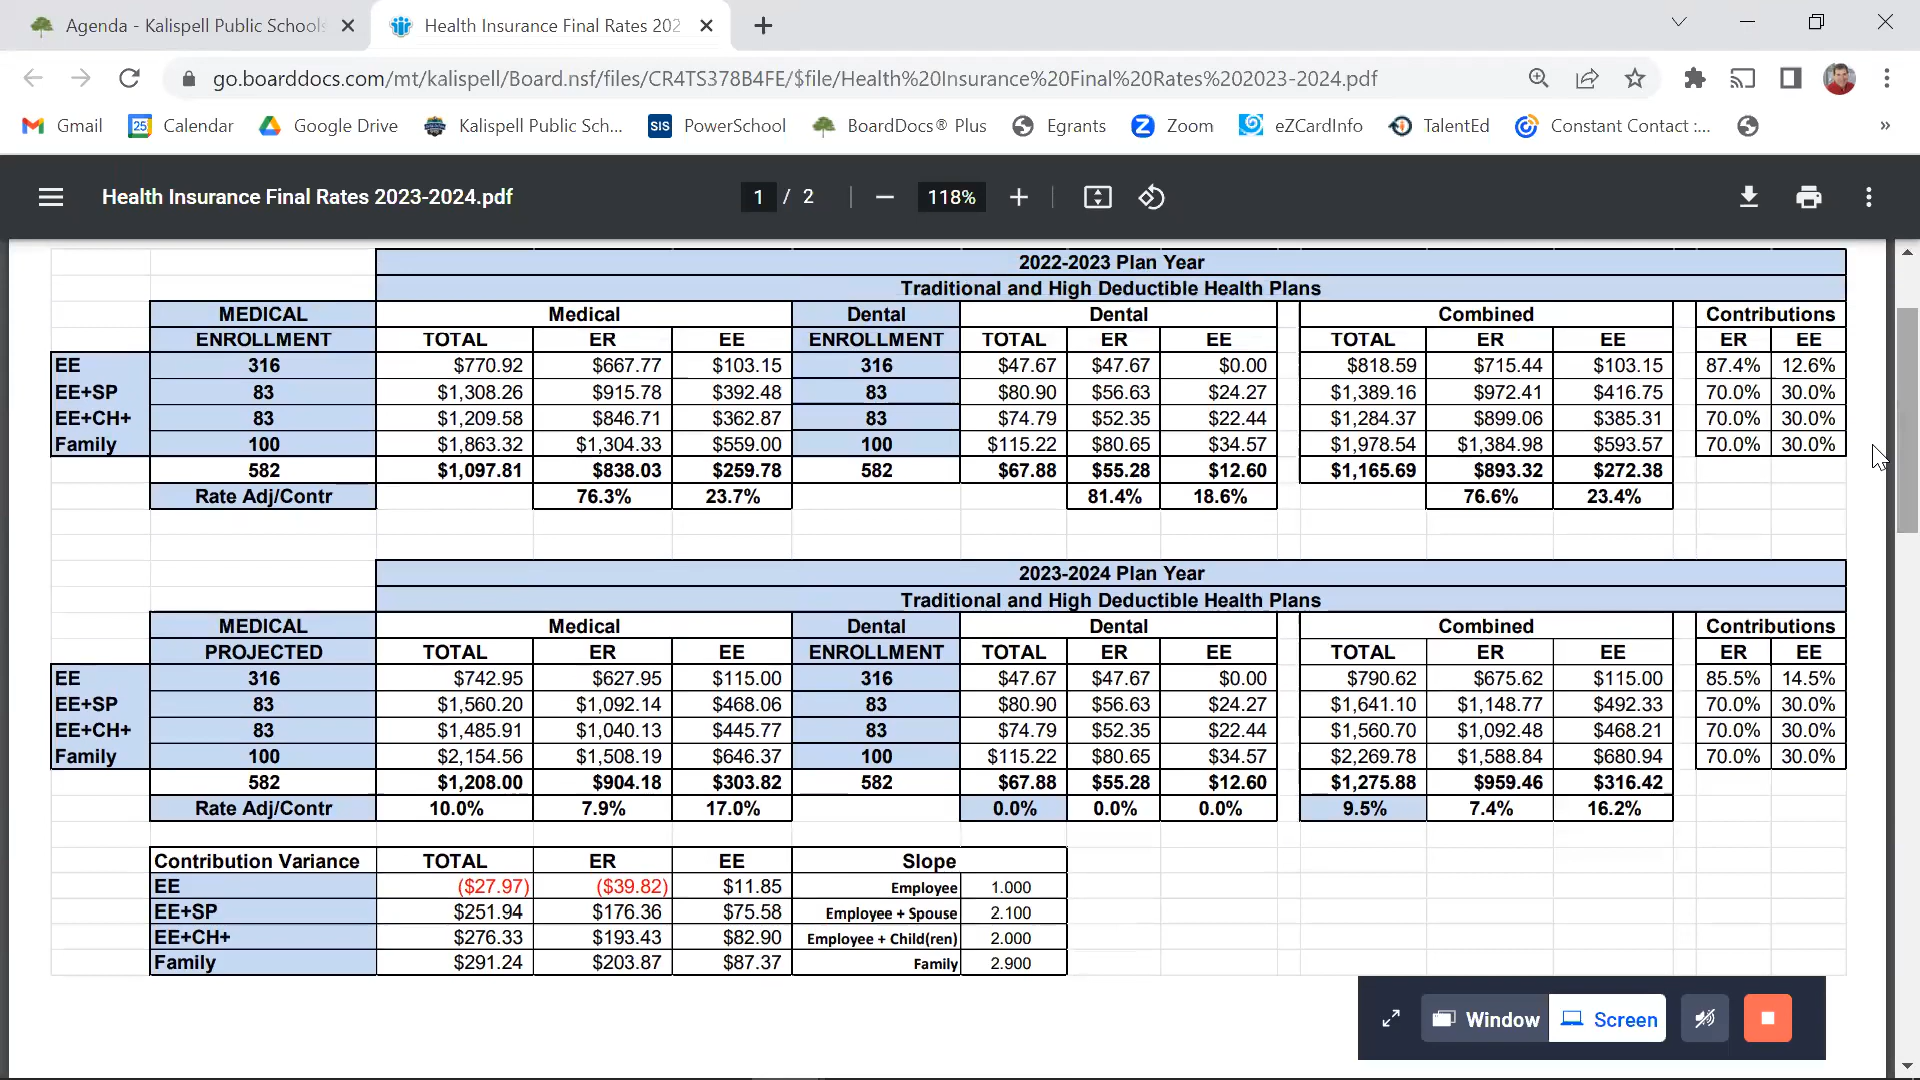 Agenda - Kalispell Public Schools
Health Insurance Final Rates 202
go.boarddocs.com/mt/kalispell/Board.nsf/files/CR4TS378B4FE/$file/Health%20Insurance%20Final%20Rates%202023-2024.pdf
Gmail 25 Calendar Google Drive Kalispell Public Sch... SIS PowerSchool BoardDocs® Plus Egrants Z Zoom eZCardInfo TalentEd Constant Contact :... »
Health Insurance Final Rates 2023-2024.pdf 1 / 2 118%
2022-2023 Plan Year
Traditional and High Deductible Health Plans
MEDICAL Medical Dental Dental Combined Contributions
ENROLLMENT TOTAL ER EE ENROLLMENT TOTAL ER EE TOTAL ER EE ER EE
EE 316 $770.92 $667.77 $103.15 316 $47.67 $47.67 $0.00 $818.59 $715.44 $103.15 87.4% 12.6%
EE+SP 83 $1,308.26 $915.78 $392.48 83 $80.90 $56.63 $24.27 $1,389.16 $972.41 $416.75 70.0% 30.0%
EE+CH+ 83 $1,209.58 $846.71 $362.87 83 $74.79 $52.35 $22.44 $1,284.37 $899.06 $385.31 70.0% 30.0%
Family 100 $1,863.32 $1,304.33 $559.00 100 $115.22 $80.65 $34.57 $1,978.54 $1,384.98 $593.57 70.0% 30.0%
582 $1,097.81 $838.03 $259.78 582 $67.88 $55.28 $12.60 $1,165.69 $893.32 $272.38
Rate Adj/Contr 76.3% 23.7% 81.4% 18.6% 76.6% 23.4%
2023-2024 Plan Year
Traditional and High Deductible Health Plans
MEDICAL Medical Dental Dental Combined Contributions
PROJECTED TOTAL ER EE ENROLLMENT TOTAL ER EE TOTAL ER EE ER EE
EE 316 $742.95 $627.95 $115.00 316 $47.67 $47.67 $0.00 $790.62 $675.62 $115.00 85.5% 14.5%
EE+SP 83 $1,560.20 $1,092.14 $468.06 83 $80.90 $56.63 $24.27 $1,641.10 $1,148.77 $492.33 70.0% 30.0%
EE+CH+ 83 $1,485.91 $1,040.13 $445.77 83 $74.79 $52.35 $22.44 $1,560.70 $1,092.48 $468.21 70.0% 30.0%
Family 100 $2,154.56 $1,508.19 $646.37 100 $115.22 $80.65 $34.57 $2,269.78 $1,588.84 $680.94 70.0% 30.0%
582 $1,208.00 $904.18 $303.82 582 $67.88 $55.28 $12.60 $1,275.88 $959.46 $316.42
Rate Adj/Contr 10.0% 7.9% 17.0% 0.0% 0.0% 0.0% 9.5% 7.4% 16.2%
Contribution Variance TOTAL ER EE Slope
EE ($27.97) ($39.82) $11.85 Employee 1.000
EE+SP $251.94 $176.36 $75.58 Employee + Spouse 2.100
EE+CH+ $276.33 $193.43 $82.90 Employee + Child(ren) 2.000
Family $291.24 $203.87 $87.37 Family 2.900
Window Screen